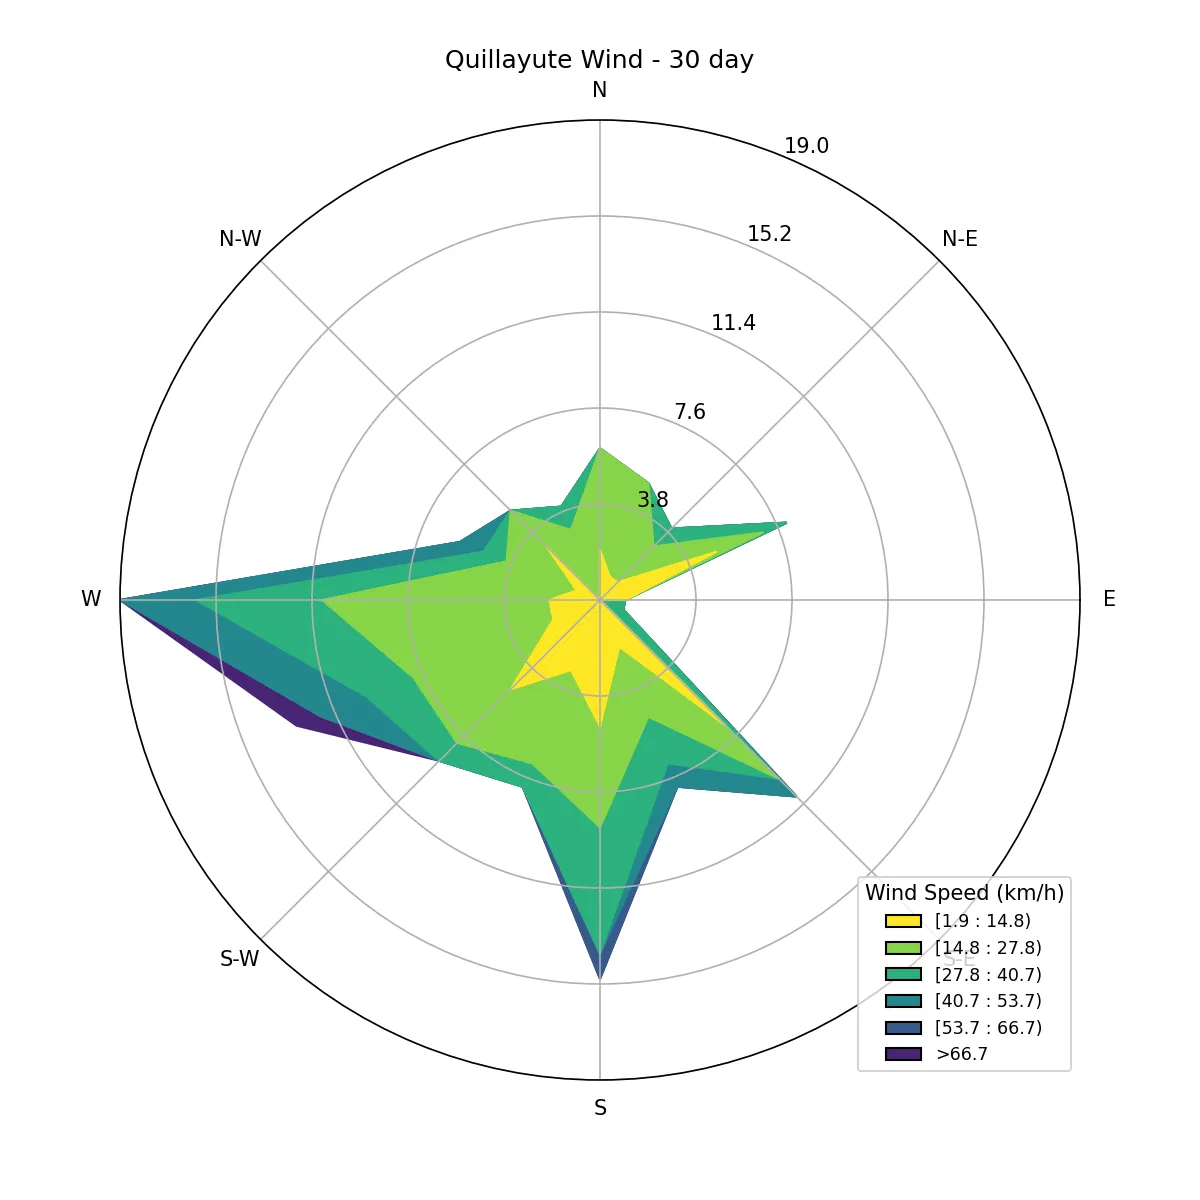 Quillayute Wind - 30 day
N
19.0
15.2
N-W
N-E
11.4
7.6
3.8
W
E
Wind Speed (km/h)
[1.9 : 14.8)
[14.8 : 27.8)
S-W
S-E
[27.8 : 40.7)
[40.7 : 53.7)
[53.7 : 66.7)
>66.7
S